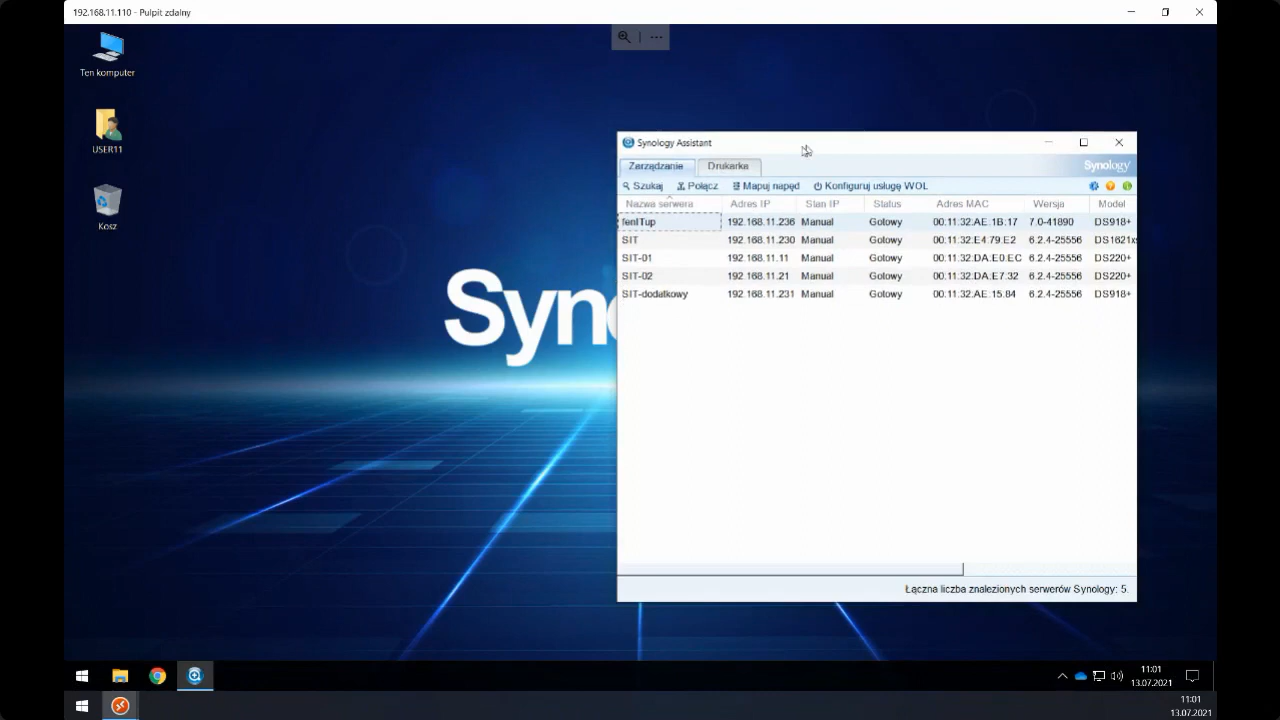 192.168.11.110 - Pulpit zdalny
Ten komputer
USER11
Kosz
Syn
Synology Assistant
Zarządzanie Drukarka
Synology
Szukaj Połącz Mapuj napęd Konfiguruj usługę WOL
Nazwa serwera Adres IP Stan IP Status Adres MAC Wersja Model
fenITup 192.168.11.236 Manual Gotowy 00:11:32:AE:1B:17 7.0-41890 DS918+
SIT 192.168.11.230 Manual Gotowy 00:11:32:E4:79:E2 6.2.4-25556 DS1621xs
SIT-01 192.168.11.11 Manual Gotowy 00:11:32:DA:E0:EC 6.2.4-25556 DS220+
SIT-02 192.168.11.21 Manual Gotowy 00:11:32:DA:E7:32 6.2.4-25556 DS220+
SIT-dodatkowy 192.168.11.231 Manual Gotowy 00:11:32:AE:15:84 6.2.4-25556 DS918+
Łączna liczba znalezionych serwerów Synology: 5.
11:01
13.07.2021
11:01
13.07.2021